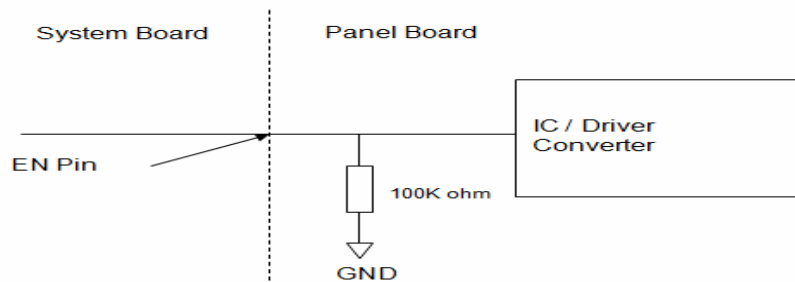 System Board
Panel Board
IC / Driver
Converter
EN Pin
100K ohm
GND